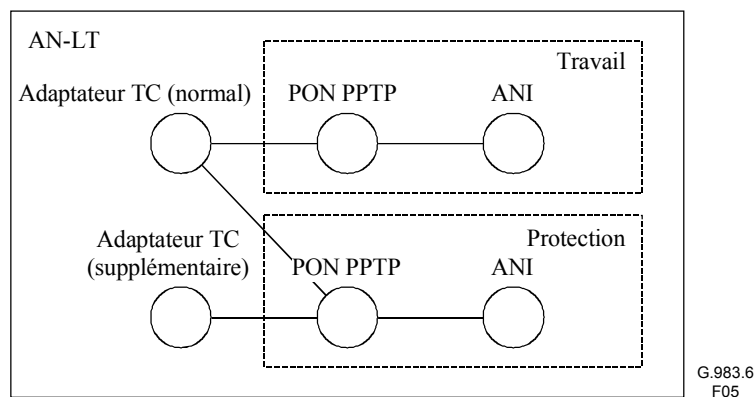 AN-LT
Travail
Adaptateur TC (normal)
PON PPTP
ANI
Adaptateur TC
(supplémentaire)
Protection
PON PPTP
ANI
G.983.6
F05